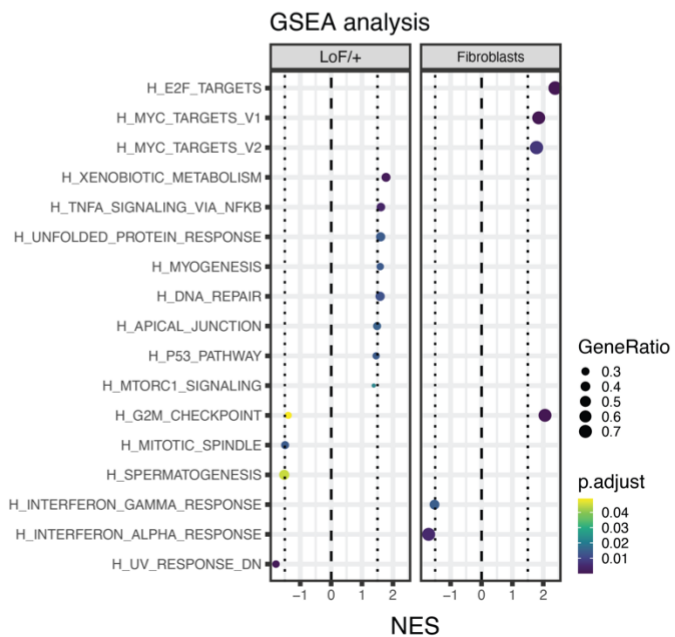 GSEA analysis
LoF/+ Fibroblasts
H_E2F_TARGETS
H_MYC_TARGETS_V1
H_MYC_TARGETS_V2
H_XENOBIOTIC_METABOLISM
H_TNFA_SIGNALING_VIA_NFKB
H_UNFOLDED_PROTEIN_RESPONSE
H_MYOGENESIS
H_DNA_REPAIR
H_APICAL_JUNCTION
H_P53_PATHWAY
H_MTORC1_SIGNALING
H_G2M_CHECKPOINT
H_MITOTIC_SPINDLE
H_SPERMATOGENESIS
H_INTERFERON_GAMMA_RESPONSE
H_INTERFERON_ALPHA_RESPONSE
H_UV_RESPONSE_DN
−1 0 1 2 −1 0 1 2
NES
GeneRatio
0.3
0.4
0.5
0.6
0.7
p.adjust
0.04
0.03
0.02
0.01